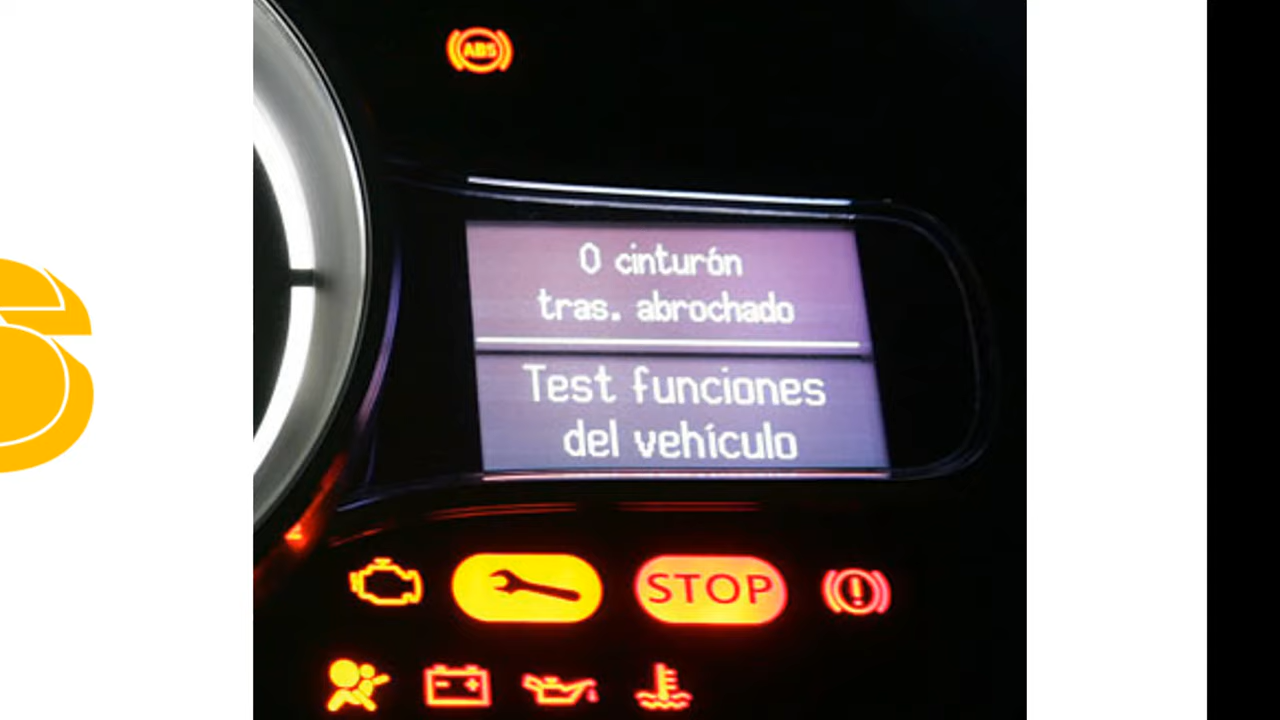 ABS
0 cinturón
tras. abrochado
Test funciones
del vehículo
STOP